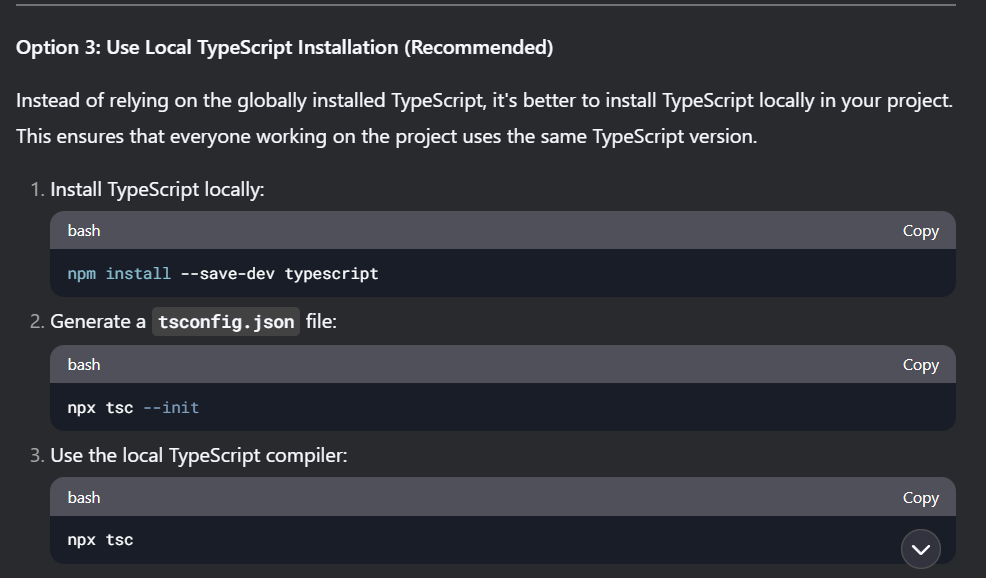 Option 3: Use Local TypeScript Installation (Recommended)
Instead of relying on the globally installed TypeScript, it's better to install TypeScript locally in your project.
This ensures that everyone working on the project uses the same TypeScript version.
1. Install TypeScript locally:
bash Copy
npm install --save-dev typescript
2. Generate a tsconfig.json file:
bash Copy
npx tsc --init
3. Use the local TypeScript compiler:
bash Copy
npx tsc